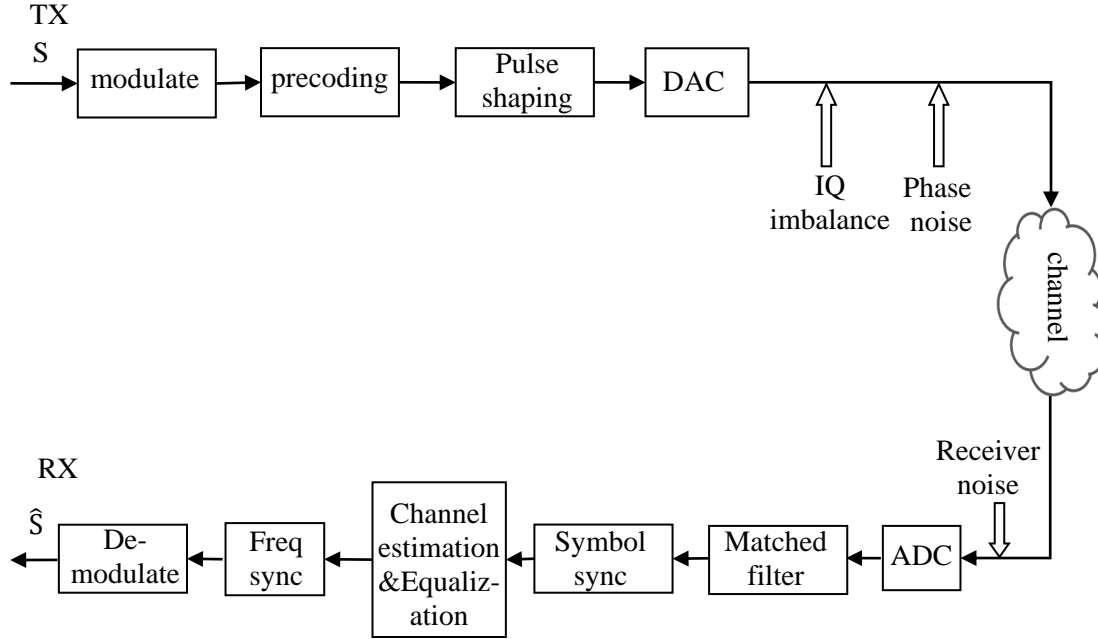 TX
S
modulate
precoding
Pulse
shaping
DAC
IQ
imbalance
Phase
noise
channel
Receiver
noise
RX
Ŝ
De-
modulate
Freq
sync
Channel
estimation
&Equaliz-
ation
Symbol
sync
Matched
filter
ADC